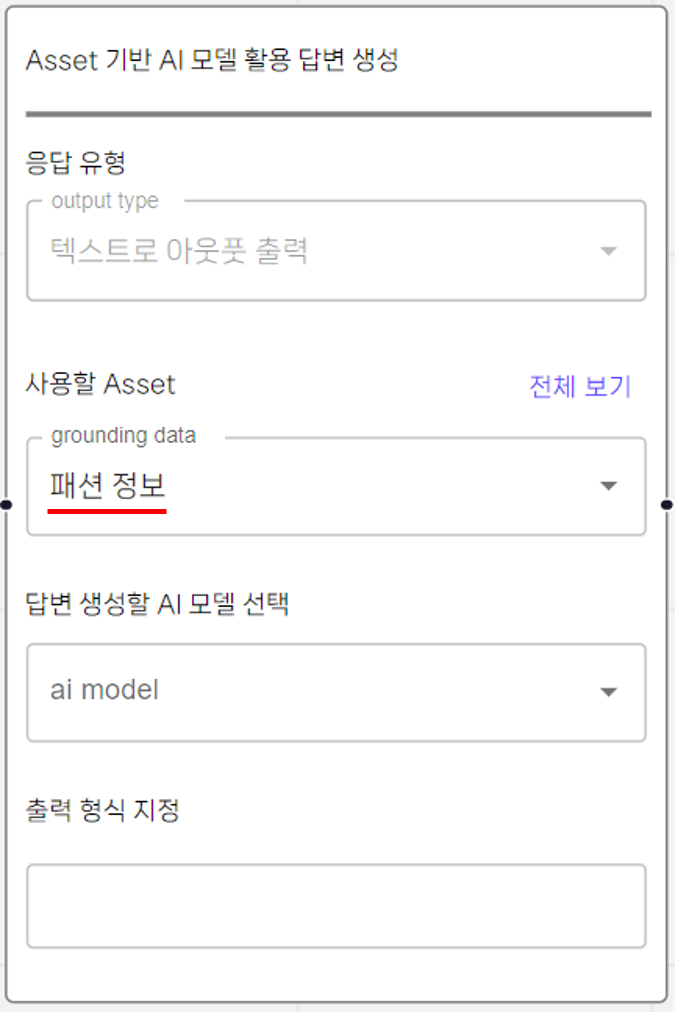 Asset 기반 AI 모델 활용 답변 생성
응답 유형
output type
텍스트로 아웃풋 출력
사용할 Asset 전체 보기
grounding data
패션 정보
답변 생성할 AI 모델 선택
ai model
출력 형식 지정